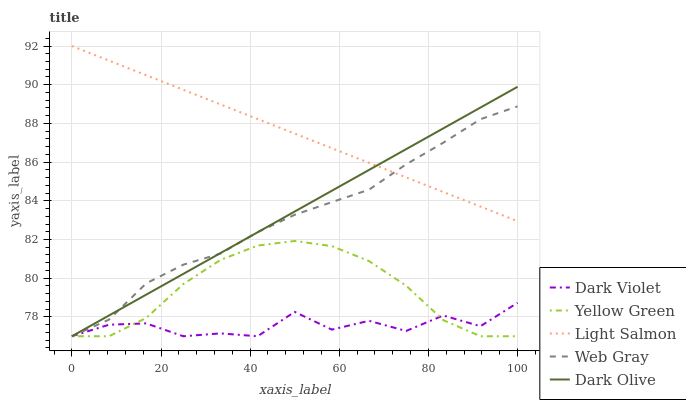 title
yaxis_label
92
90
88
86
84
82
80
78
0
20
40
60
80
100
xaxis_label
Dark Violet
Yellow Green
Light Salmon
Web Gray
Dark Olive